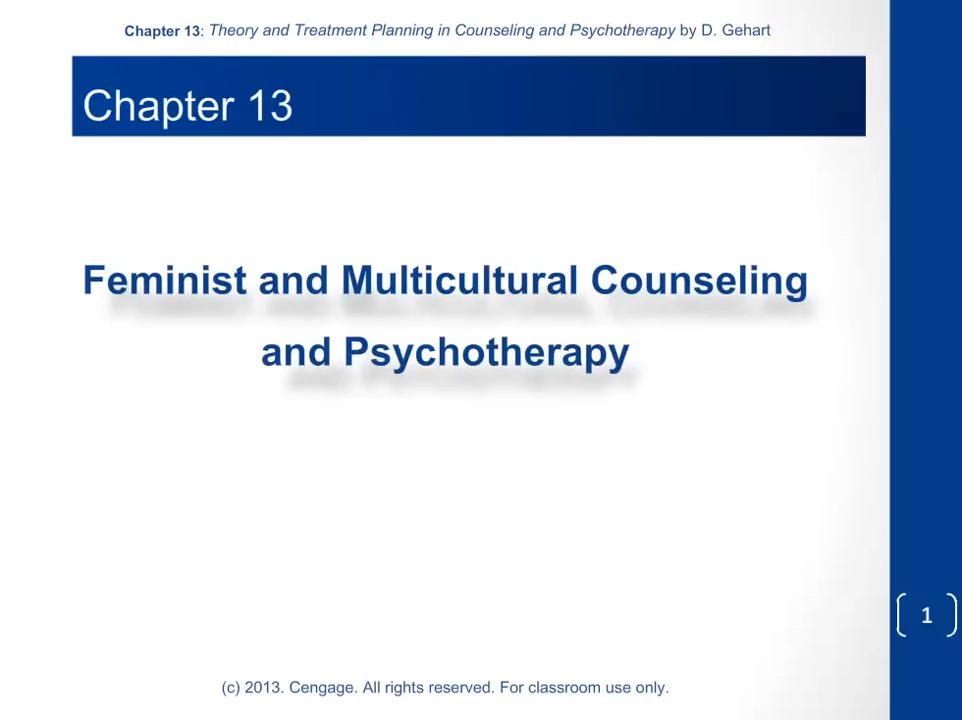 Chapter 13: Theory and Treatment Planning in Counseling and Psychotherapy by D. Gehart
Chapter 13
Feminist and Multicultural Counseling
and Psychotherapy
1
(c) 2013. Cengage. All rights reserved. For classroom use only.